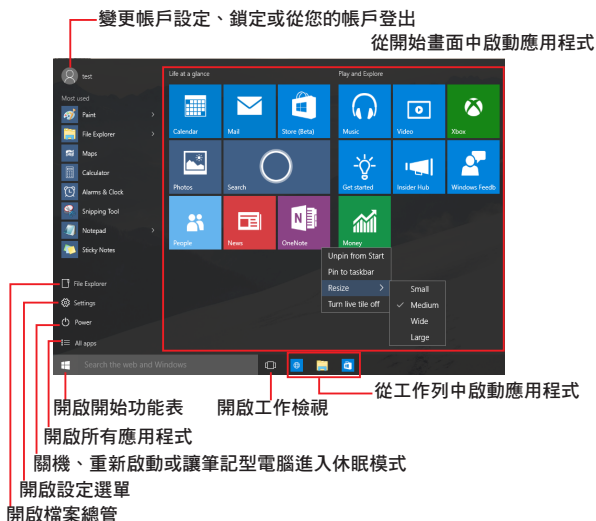 變更帳戶設定、鎖定或從您的帳戶登出
從開始畫面中啟動應用程式
test
Most used
Paint
File Explorer
Maps
Calculator
Alarms & Clock
Snipping Tool
Notepad
Sticky Notes
File Explorer
Settings
Power
All apps
Search the web and Windows
Life at a glance
Calendar
Mail
Store (Beta)
Photos
Search
People
News
OneNote
Play and Explore
Music
Video
Xbox
Get started
Insider Hub
Windows Feedb
Money
Unpin from Start
Pin to taskbar
Resize
Turn live tile off
Small
Medium
Wide
Large
從工作列中啟動應用程式
開啟開始功能表
開啟工作檢視
開啟所有應用程式
關機、重新啟動或讓筆記型電腦進入休眠模式
開啟設定選單
開啟檔案總管